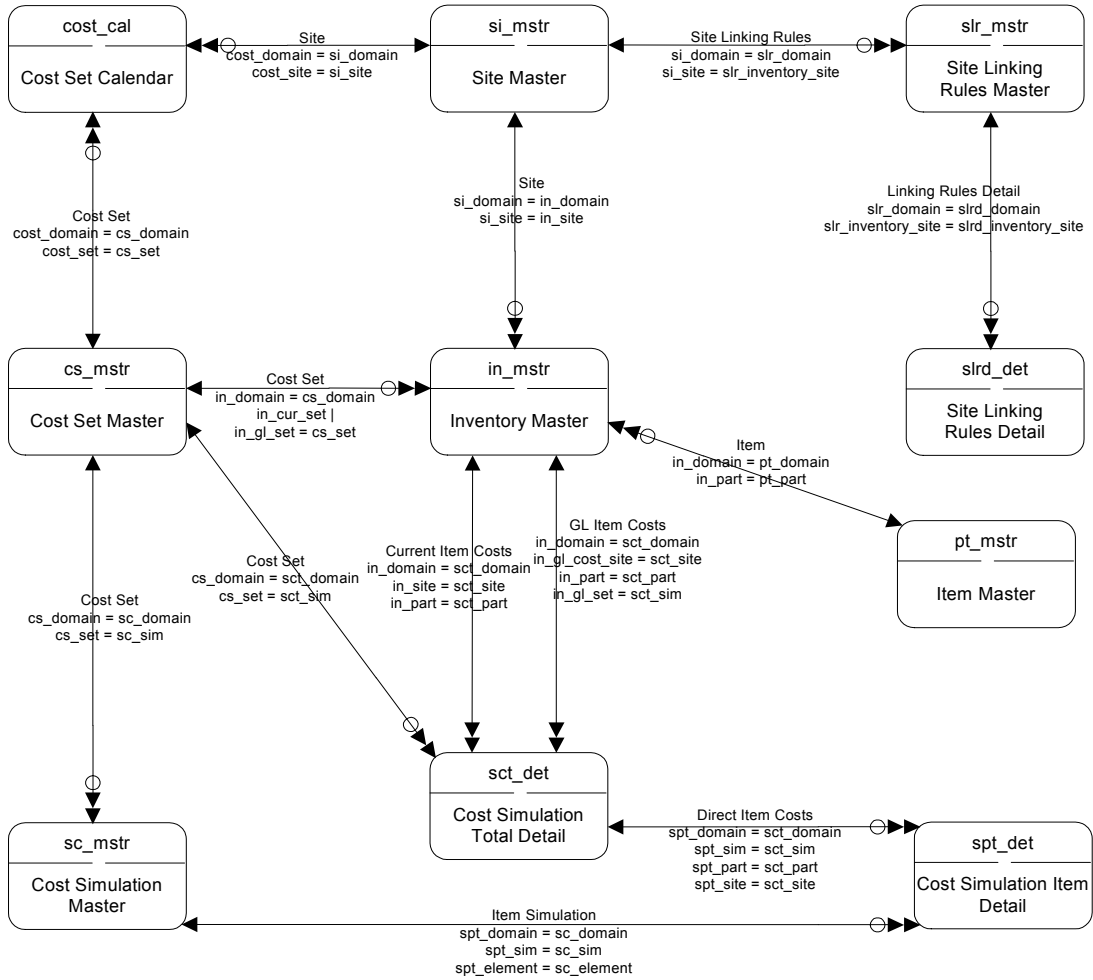 cost_cal
Cost Set Calendar
Site
cost_domain = si_domain
cost_site = si_site
si_mstr
Site Master
Site Linking Rules
si_domain = slr_domain
si_site = slr_inventory_site
slr_mstr
Site Linking
Rules Master
Cost Set
cost_domain = cs_domain
cost_set = cs_set
Site
si_domain = in_domain
si_site = in_site
Linking Rules Detail
slr_domain = slrd_domain
slr_inventory_site = slrd_inventory_site
cs_mstr
Cost Set Master
Cost Set
in_domain = cs_domain
in_cur_set |
in_gl_set = cs_set
in_mstr
Inventory Master
slrd_det
Site Linking
Rules Detail
Item
in_domain = pt_domain
in_part = pt_part
pt_mstr
Item Master
Cost Set
cs_domain = sct_domain
cs_set = sct_sim
Current Item Costs
in_domain = sct_domain
in_site = sct_site
in_part = sct_part
GL Item Costs
in_domain = sct_domain
in_gl_cost_site = sct_site
in_part = sct_part
in_gl_set = sct_sim
Cost Set
cs_domain = sc_domain
cs_set = sc_sim
sct_det
Cost Simulation
Total Detail
Direct Item Costs
spt_domain = sct_domain
spt_sim = sct_sim
spt_part = sct_part
spt_site = sct_site
sc_mstr
Cost Simulation
Master
spt_det
Cost Simulation Item
Detail
Item Simulation
spt_domain = sc_domain
spt_sim = sc_sim
spt_element = sc_element